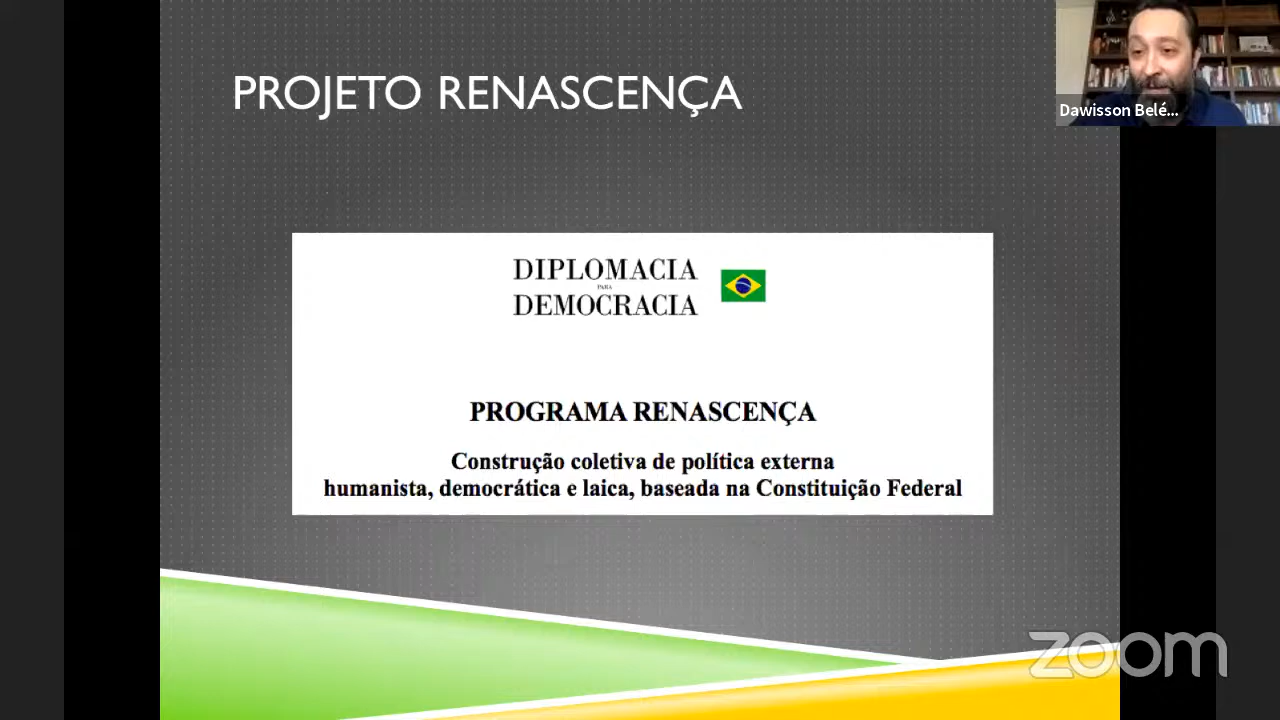 PROJETO RENASCENÇA
Dawisson Belé...
DIPLOMACIA
PARA
DEMOCRACIA
PROGRAMA RENASCENÇA
Construção coletiva de política externa
humanista, democrática e laica, baseada na Constituição Federal
zoom